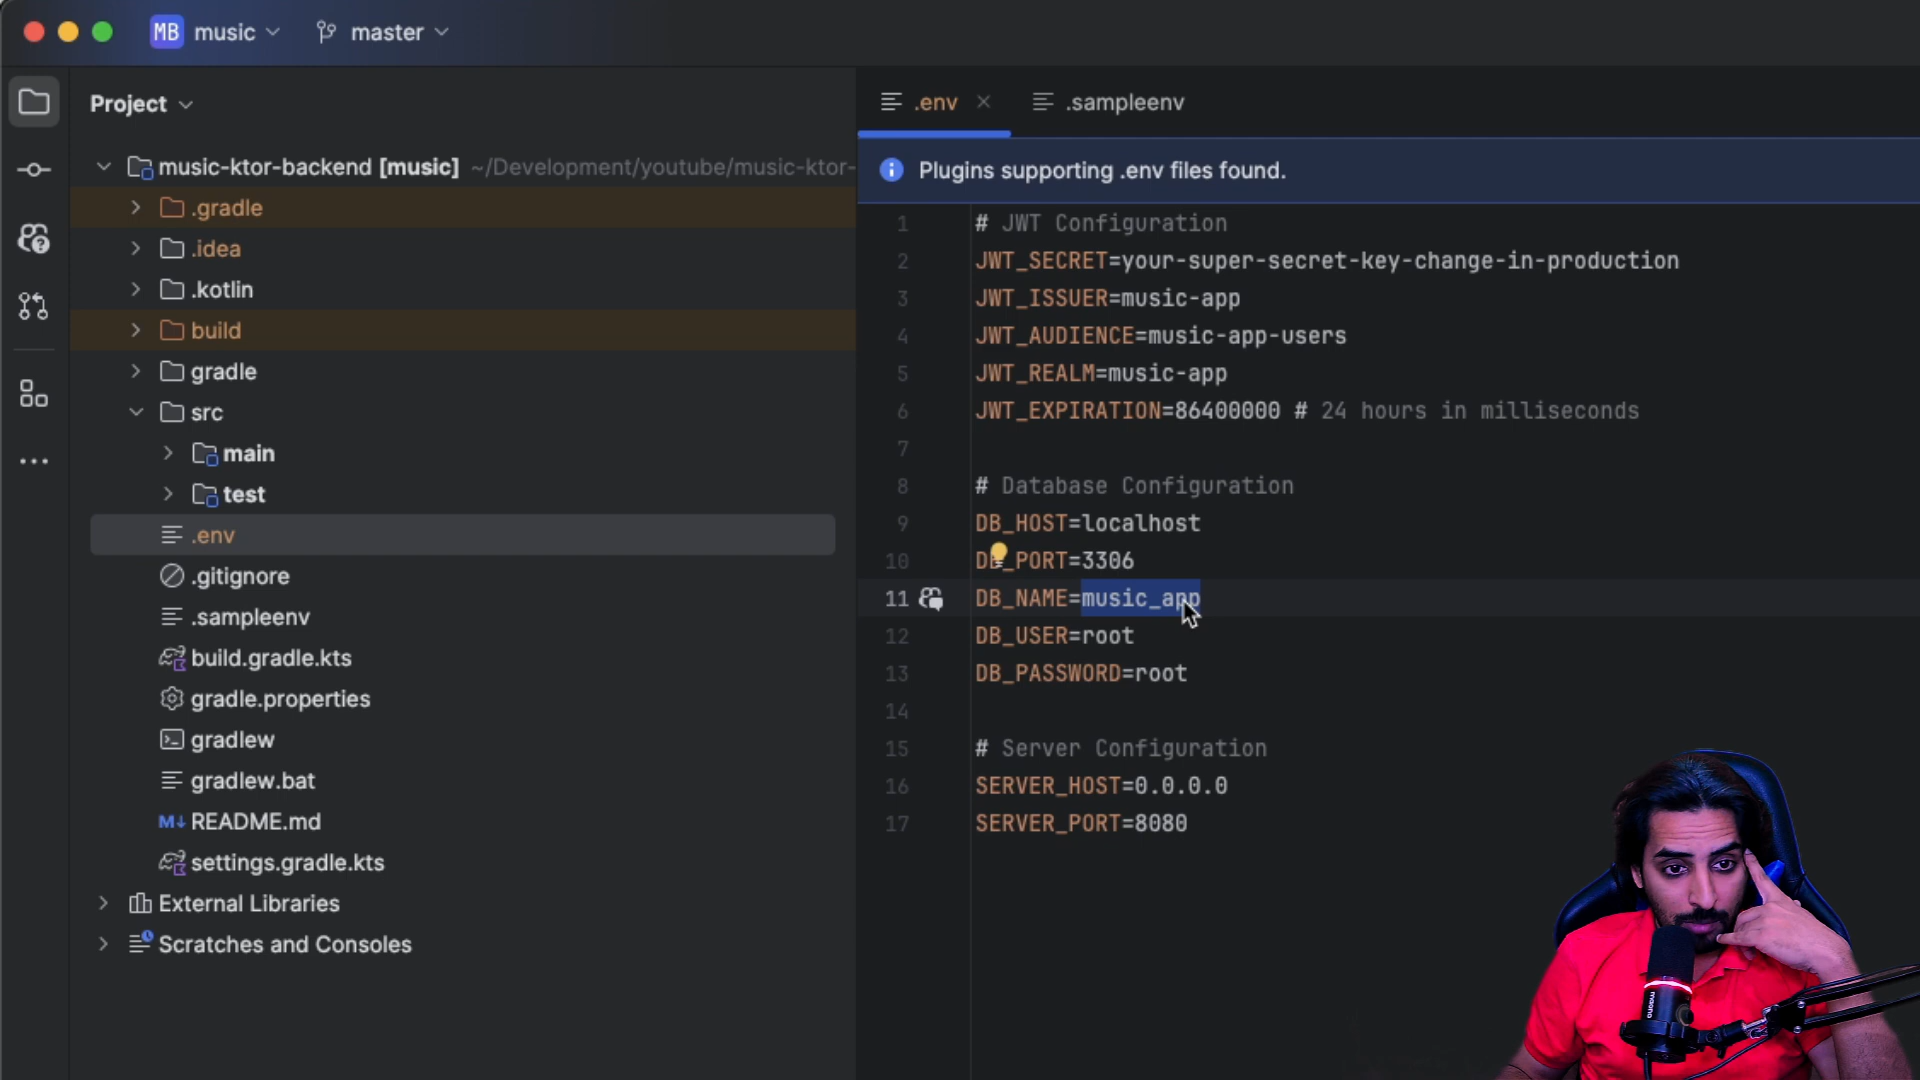 MB music master
Project
music-ktor-backend [music] ~/Development/youtube/music-ktor-
.gradle
.idea
.kotlin
build
gradle
src
main
test
.env
.gitignore
.sampleenv
build.gradle.kts
gradle.properties
gradlew
gradlew.bat
M↓ README.md
settings.gradle.kts
External Libraries
Scratches and Consoles
.env .sampleenv
Plugins supporting .env files found.
1 # JWT Configuration
2 JWT_SECRET=your-super-secret-key-change-in-production
3 JWT_ISSUER=music-app
4 JWT_AUDIENCE=music-app-users
5 JWT_REALM=music-app
6 JWT_EXPIRATION=86400000 # 24 hours in milliseconds
7
8 # Database Configuration
9 DB_HOST=localhost
10 DB_PORT=3306
11 DB_NAME=music_app
12 DB_USER=root
13 DB_PASSWORD=root
14
15 # Server Configuration
16 SERVER_HOST=0.0.0.0
17 SERVER_PORT=8080
maono